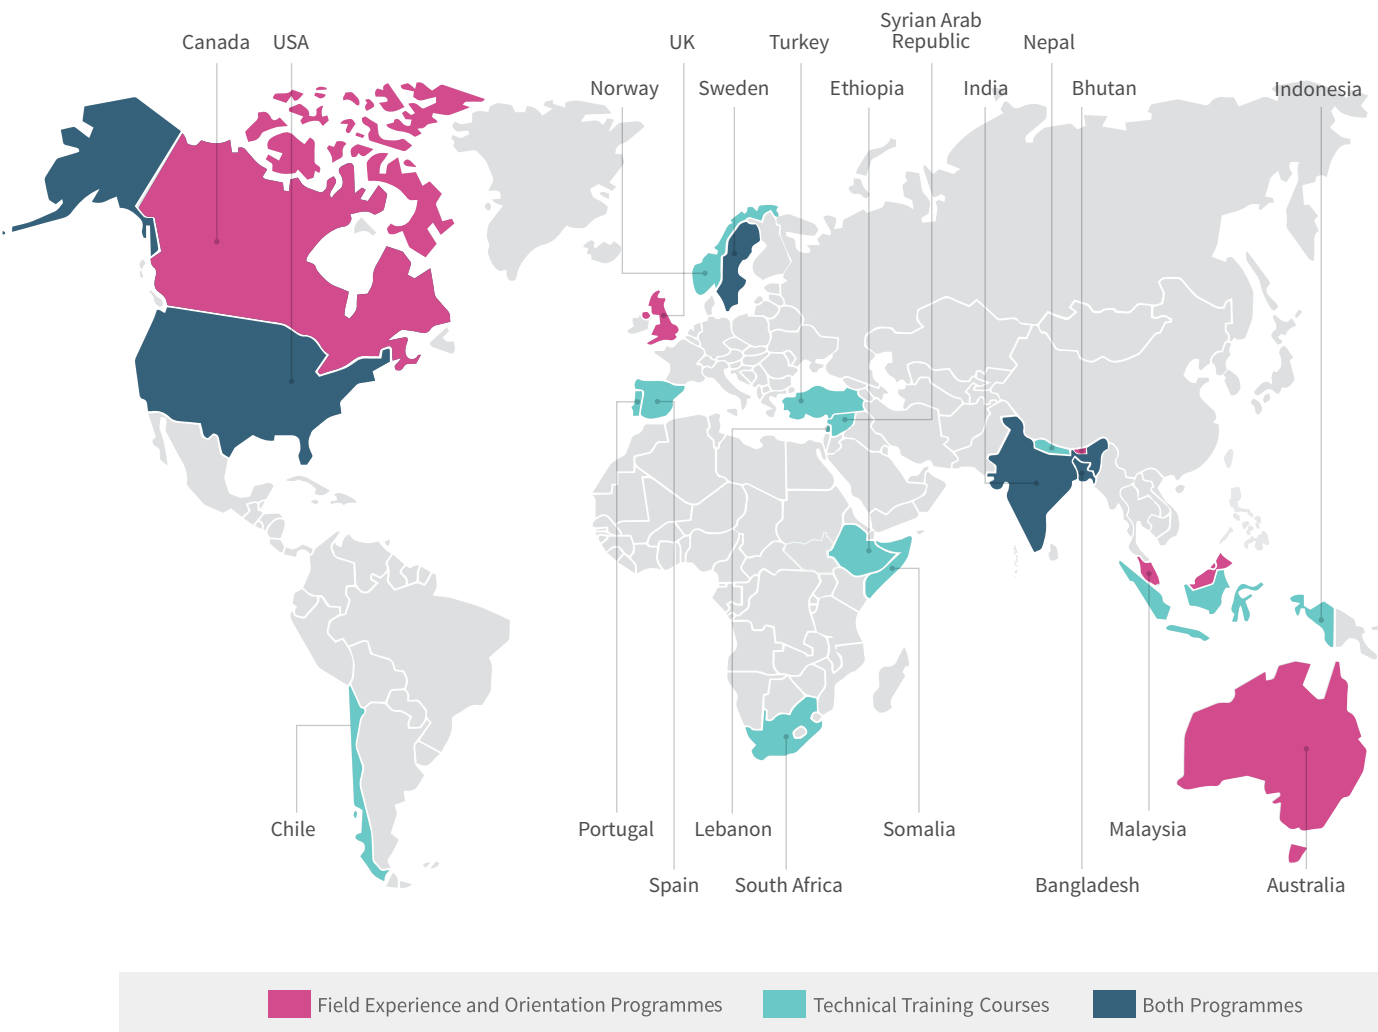 Syrian Arab
Republic
Canada
USA
UK
Turkey
Nepal
Norway
Sweden
Ethiopia
India
Bhutan
Indonesia
Chile
Portugal
Lebanon
Somalia
Malaysia
Spain
South Africa
Bangladesh
Australia
Field Experience and Orientation Programmes
Technical Training Courses
Both Programmes